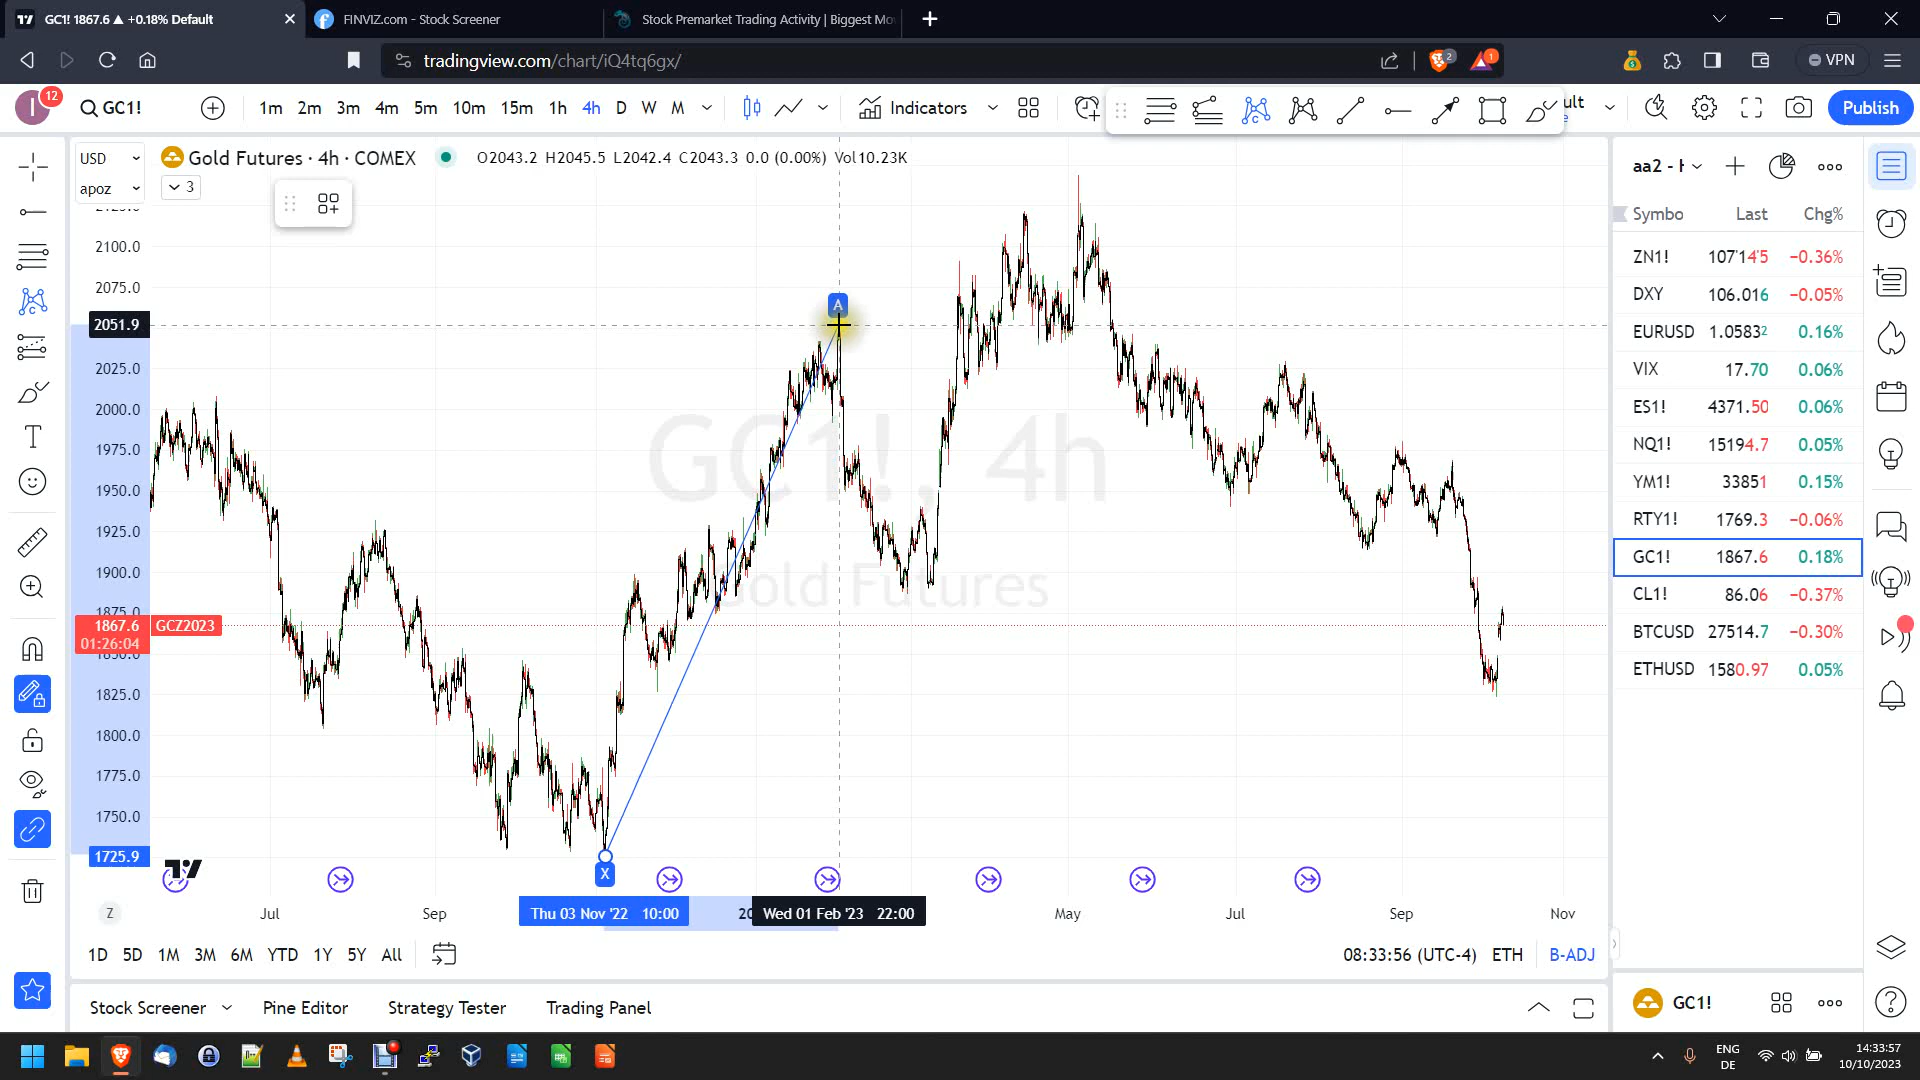 GC1! 1867.6 ▲ +0.18% Default
FINVIZ.com - Stock Screener
Stock Premarket Trading Activity | Biggest Mo
tradingview.com/chart/iQ4tq6gx/
2
1
VPN
I
12
GC1!
1m 2m 3m 4m 5m 10m 15m 1h 4h D W M
Indicators
ult
Publish
USD
apoz
Gold Futures · 4h · COMEX
O2043.2 H2045.5 L2042.4 C2043.3 0.0 (0.00%) Vol10.23K
3
2100.0
2075.0
2051.9
2025.0
2000.0
1975.0
1950.0
1925.0
1900.0
1875.0
1867.6 GCZ2023
01:26:04
1850.0
1825.0
1800.0
1775.0
1750.0
1725.9
GC1!, 4h
Gold Futures
A
X
Z
Jul
Sep
Thu 03 Nov '22 10:00
20
Wed 01 Feb '23 22:00
May
Jul
Sep
Nov
1D 5D 1M 3M 6M YTD 1Y 5Y All
08:33:56 (UTC-4) ETH B-ADJ
Stock Screener
Pine Editor
Strategy Tester
Trading Panel
aa2 - H
Symbo Last Chg%
ZN1! 107'14'5 −0.36%
DXY 106.016 −0.05%
EURUSD 1.05832 0.16%
VIX 17.70 0.06%
ES1! 4371.50 0.06%
NQ1! 15194.7 0.05%
YM1! 33851 0.15%
RTY1! 1769.3 −0.06%
GC1! 1867.6 0.18%
CL1! 86.06 −0.37%
BTCUSD 27514.7 −0.30%
ETHUSD 1580.97 0.05%
GC1!
ENG
DE
14:33:57
10/10/2023